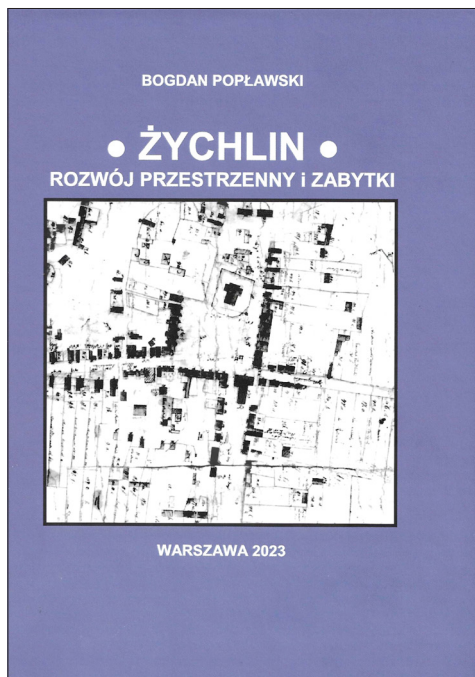 BOGDAN POPŁAWSKI
• ŻYCHLIN •
ROZWÓJ PRZESTRZENNY i ZABYTKI
WARSZAWA 2023